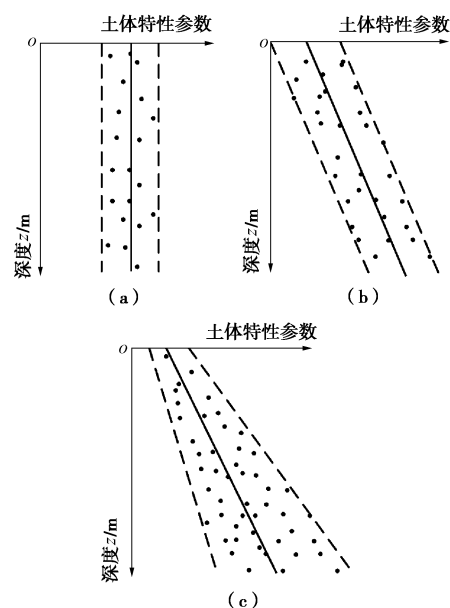 土体特性参数
o
深度z/m
(a)
土体特性参数
o
深度z/m
(b)
土体特性参数
o
深度z/m
(c)